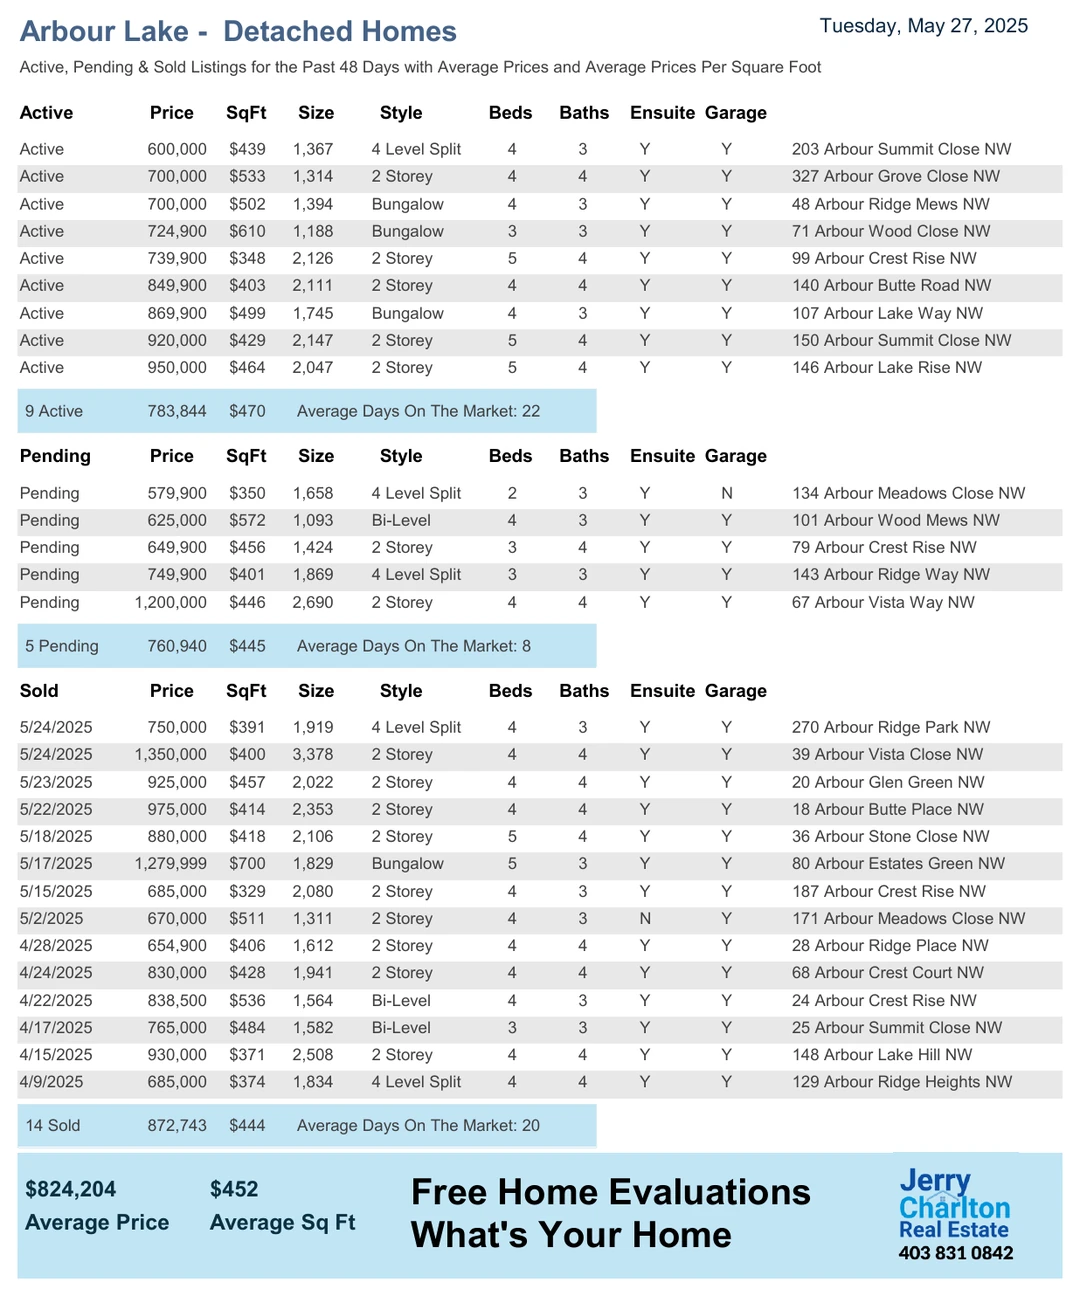 Arbour Lake - Detached Homes
Tuesday, May 27, 2025
Active, Pending & Sold Listings for the Past 48 Days with Average Prices and Average Prices Per Square Foot
Active Price SqFt Size Style Beds Baths Ensuite Garage
Active 600,000 $439 1,367 4 Level Split 4 3 Y Y 203 Arbour Summit Close NW
Active 700,000 $533 1,314 2 Storey 4 4 Y Y 327 Arbour Grove Close NW
Active 700,000 $502 1,394 Bungalow 4 3 Y Y 48 Arbour Ridge Mews NW
Active 724,900 $610 1,188 Bungalow 3 3 Y Y 71 Arbour Wood Close NW
Active 739,900 $348 2,126 2 Storey 5 4 Y Y 99 Arbour Crest Rise NW
Active 849,900 $403 2,111 2 Storey 4 4 Y Y 140 Arbour Butte Road NW
Active 869,900 $499 1,745 Bungalow 4 3 Y Y 107 Arbour Lake Way NW
Active 920,000 $429 2,147 2 Storey 5 4 Y Y 150 Arbour Summit Close NW
Active 950,000 $464 2,047 2 Storey 5 4 Y Y 146 Arbour Lake Rise NW
9 Active 783,844 $470 Average Days On The Market: 22
Pending Price SqFt Size Style Beds Baths Ensuite Garage
Pending 579,900 $350 1,658 4 Level Split 2 3 Y N 134 Arbour Meadows Close NW
Pending 625,000 $572 1,093 Bi-Level 4 3 Y Y 101 Arbour Wood Mews NW
Pending 649,900 $456 1,424 2 Storey 3 4 Y Y 79 Arbour Crest Rise NW
Pending 749,900 $401 1,869 4 Level Split 3 3 Y Y 143 Arbour Ridge Way NW
Pending 1,200,000 $446 2,690 2 Storey 4 4 Y Y 67 Arbour Vista Way NW
5 Pending 760,940 $445 Average Days On The Market: 8
Sold Price SqFt Size Style Beds Baths Ensuite Garage
5/24/2025 750,000 $391 1,919 4 Level Split 4 3 Y Y 270 Arbour Ridge Park NW
5/24/2025 1,350,000 $400 3,378 2 Storey 4 4 Y Y 39 Arbour Vista Close NW
5/23/2025 925,000 $457 2,022 2 Storey 4 4 Y Y 20 Arbour Glen Green NW
5/22/2025 975,000 $414 2,353 2 Storey 4 4 Y Y 18 Arbour Butte Place NW
5/18/2025 880,000 $418 2,106 2 Storey 5 4 Y Y 36 Arbour Stone Close NW
5/17/2025 1,279,999 $700 1,829 Bungalow 5 3 Y Y 80 Arbour Estates Green NW
5/15/2025 685,000 $329 2,080 2 Storey 4 3 Y Y 187 Arbour Crest Rise NW
5/2/2025 670,000 $511 1,311 2 Storey 4 3 N Y 171 Arbour Meadows Close NW
4/28/2025 654,900 $406 1,612 2 Storey 4 4 Y Y 28 Arbour Ridge Place NW
4/24/2025 830,000 $428 1,941 2 Storey 4 4 Y Y 68 Arbour Crest Court NW
4/22/2025 838,500 $536 1,564 Bi-Level 4 3 Y Y 24 Arbour Crest Rise NW
4/17/2025 765,000 $484 1,582 Bi-Level 3 3 Y Y 25 Arbour Summit Close NW
4/15/2025 930,000 $371 2,508 2 Storey 4 4 Y Y 148 Arbour Lake Hill NW
4/9/2025 685,000 $374 1,834 4 Level Split 4 4 Y Y 129 Arbour Ridge Heights NW
14 Sold 872,743 $444 Average Days On The Market: 20
$824,204 $452
Average Price Average Sq Ft
Free Home Evaluations
What's Your Home
Jerry
Charlton
Real Estate
403 831 0842